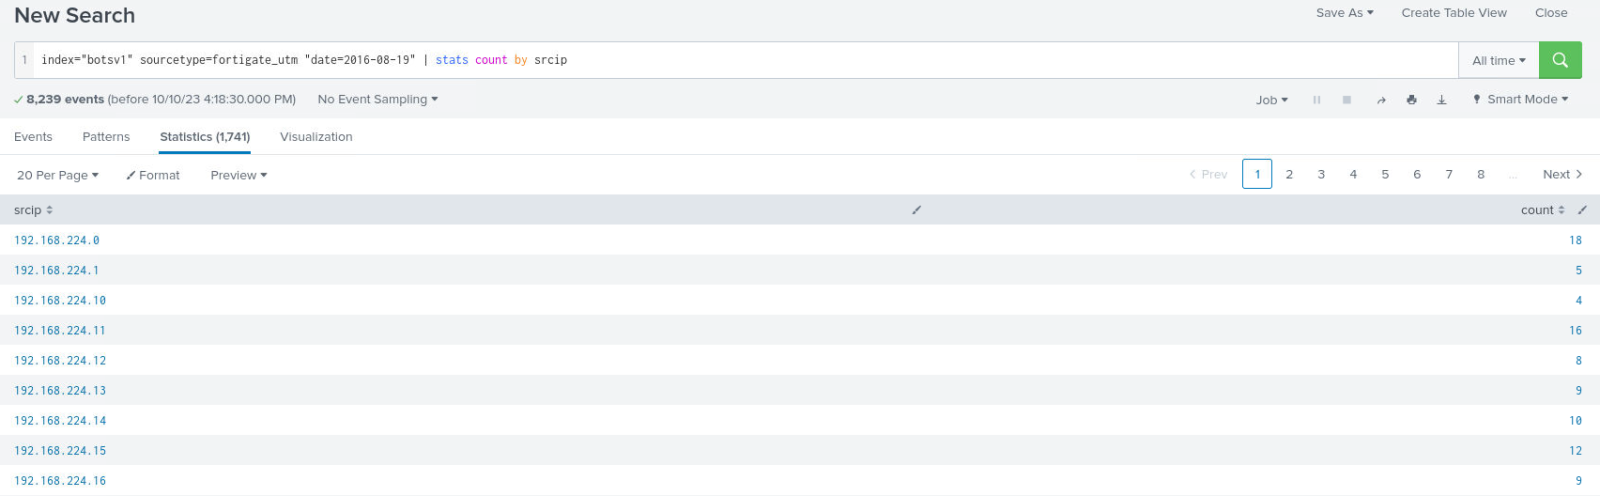 New Search
Save As Create Table View Close
1 index="botsv1" sourcetype=fortigate_utm "date=2016-08-19" | stats count by srcip
All time
8,239 events (before 10/10/23 4:18:30.000 PM) No Event Sampling
Job Smart Mode
Events Patterns Statistics (1,741) Visualization
20 Per Page Format Preview
< Prev 1 2 3 4 5 6 7 8 ... Next >
srcip count
192.168.224.0 18
192.168.224.1 5
192.168.224.10 4
192.168.224.11 16
192.168.224.12 8
192.168.224.13 9
192.168.224.14 10
192.168.224.15 12
192.168.224.16 9